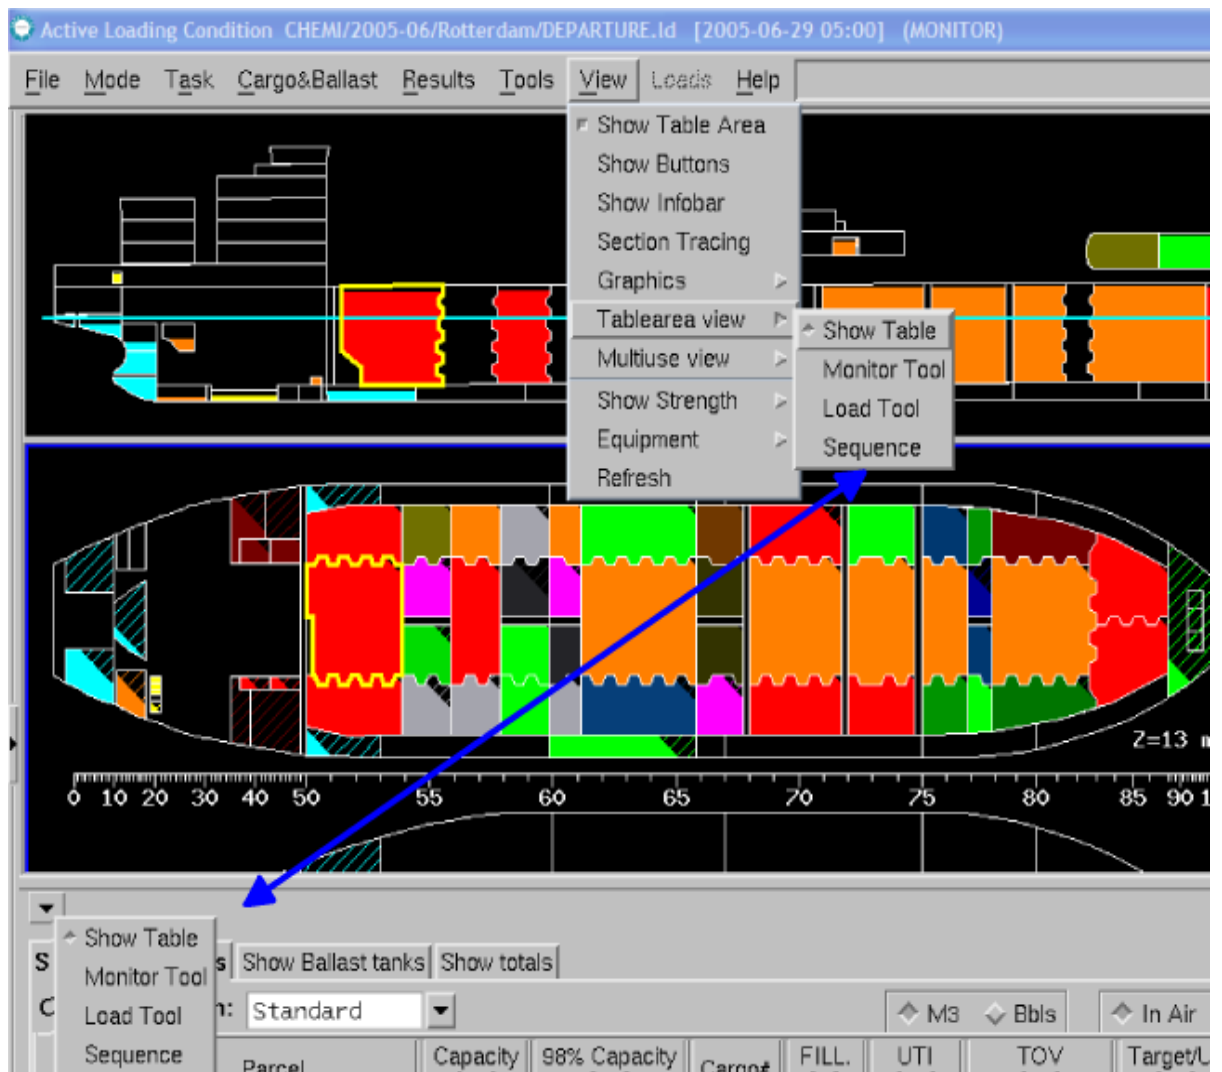 Active Loading Condition CHEMI/2005-06/Rotterdam/DEPARTURE.ld [2005-06-29 05:00] (MONITOR)
File Mode Task Cargo&Ballast Results Tools View Loads Help
Show Table Area
Show Buttons
Show Infobar
Section Tracing
Graphics
Tablearea view
Multiuse view
Show Strength
Equipment
Refresh
Show Table
Monitor Tool
Load Tool
Sequence
Z=13
0 10 20 30 40 50 55 60 65 70 75 80 85 90
Show Table
Monitor Tool
Load Tool
Sequence
Show Ballast tanks Show totals
Standard
M3 Bbls In Air
Parcel Capacity 98% Capacity Cargo# FILL. UTI TOV